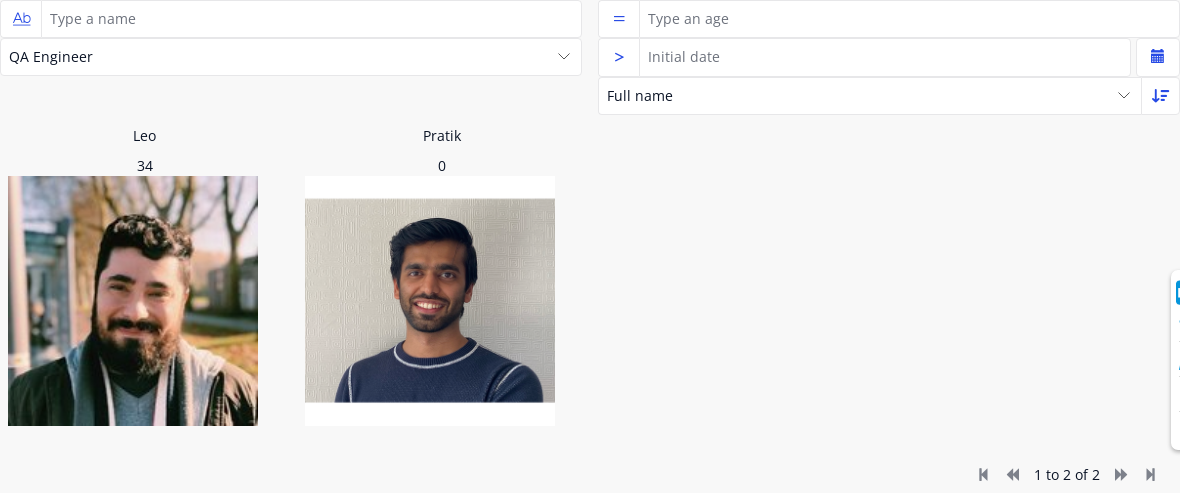 Ab
Type a name
= Type an age
QA Engineer
> Initial date
Full name
Leo
Pratik
34
0
1 to 2 of 2